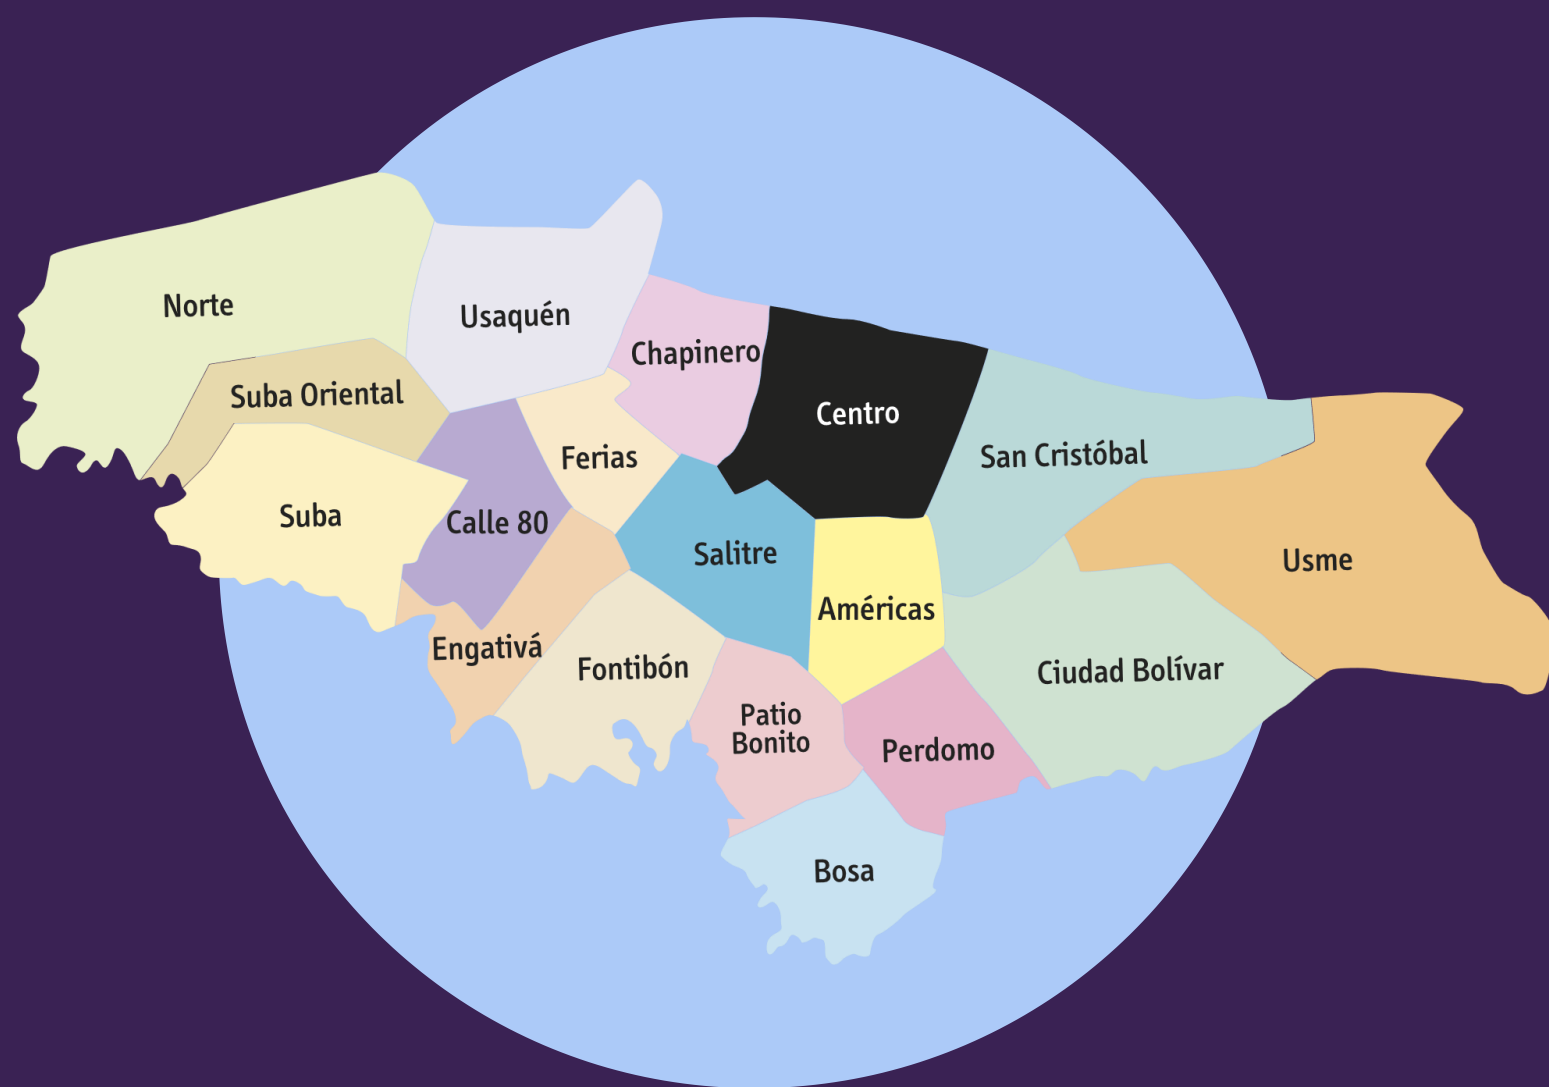 Norte
Usaquén
Chapinero
Suba Oriental
Centro
Ferias
San Cristóbal
Suba
Calle 80
Salitre
Usme
Américas
Engativá
Fontibón
Ciudad Bolívar
Patio
Bonito
Perdomo
Bosa